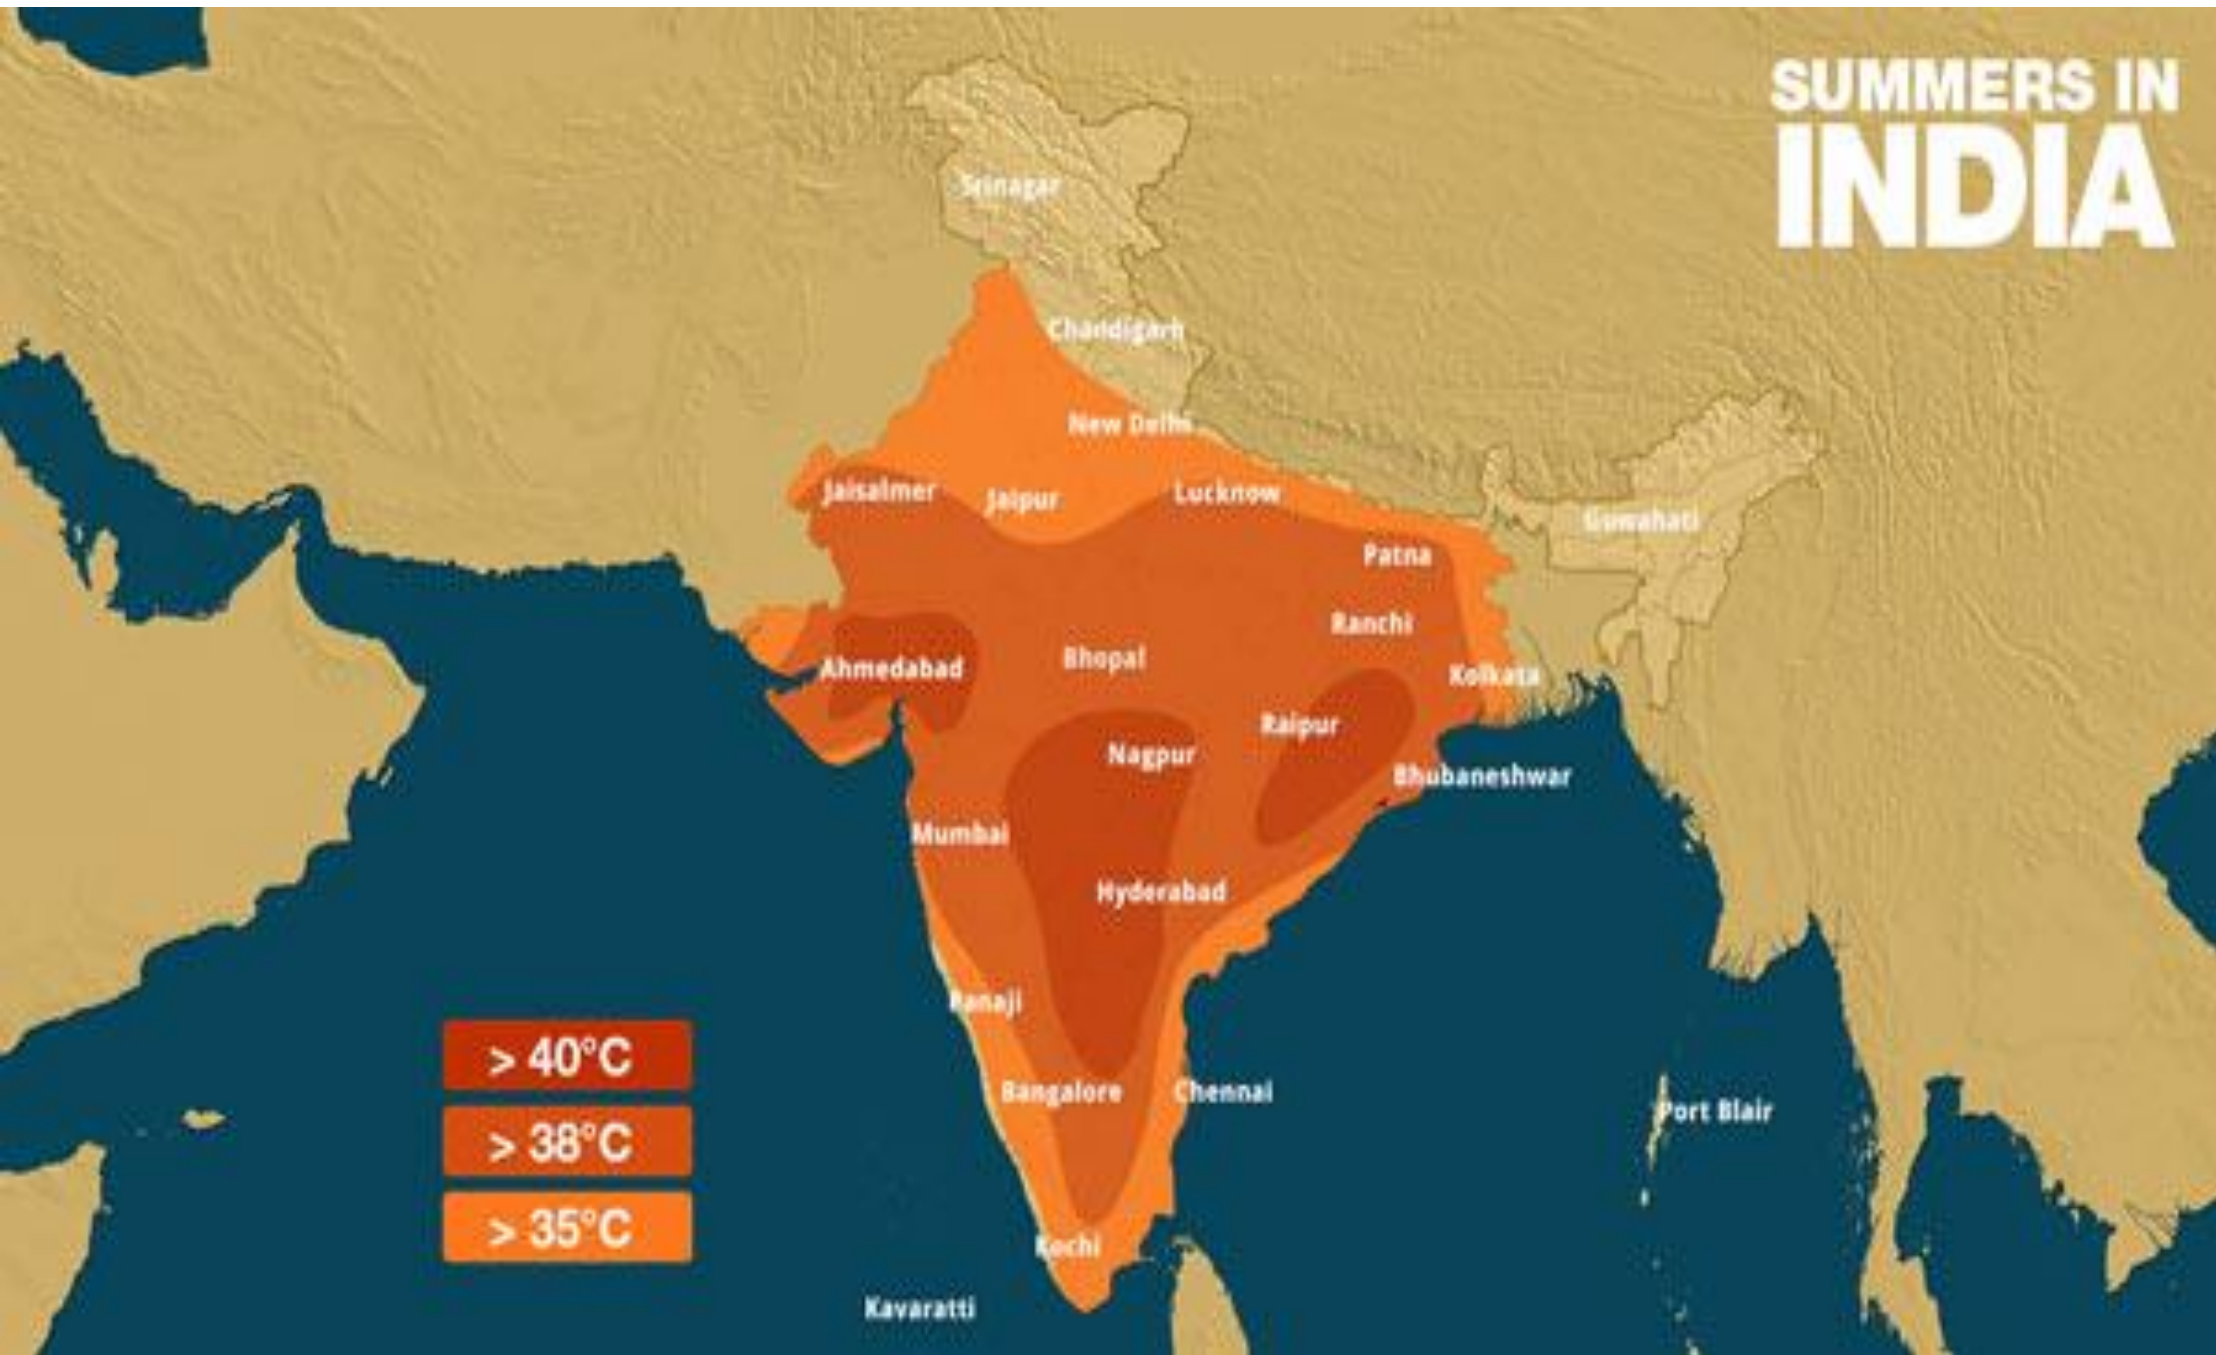 SUMMERS IN
INDIA
Srinagar
Chandigarh
New Delhi
Jaisalmer
Jaipur
Lucknow
Guwahati
Patna
Ranchi
Ahmedabad
Bhopal
Kolkata
Raipur
Nagpur
Bhubaneshwar
Mumbai
Hyderabad
Panaji
Bangalore
Chennai
Port Blair
Kochi
Kavaratti
> 40°C
> 38°C
> 35°C